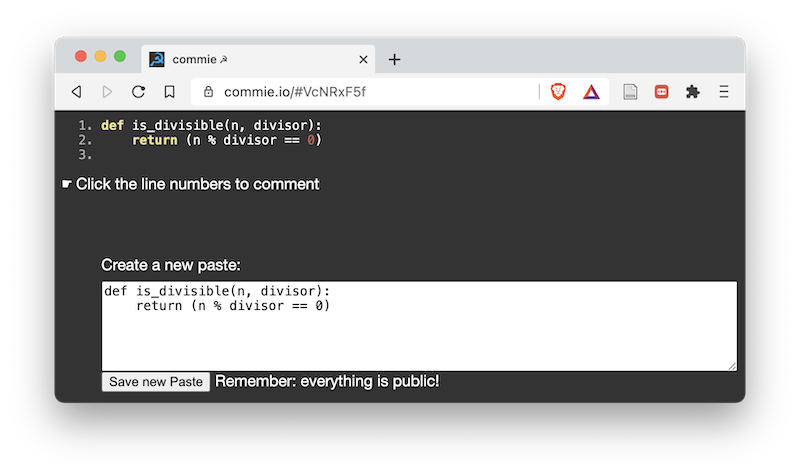 commie ☭
commie.io/#VcNRxF5f
1. def is_divisible(n, divisor):
2.     return (n % divisor == 0)
3.
☛ Click the line numbers to comment
Create a new paste:
def is_divisible(n, divisor):
    return (n % divisor == 0)
Save new Paste Remember: everything is public!